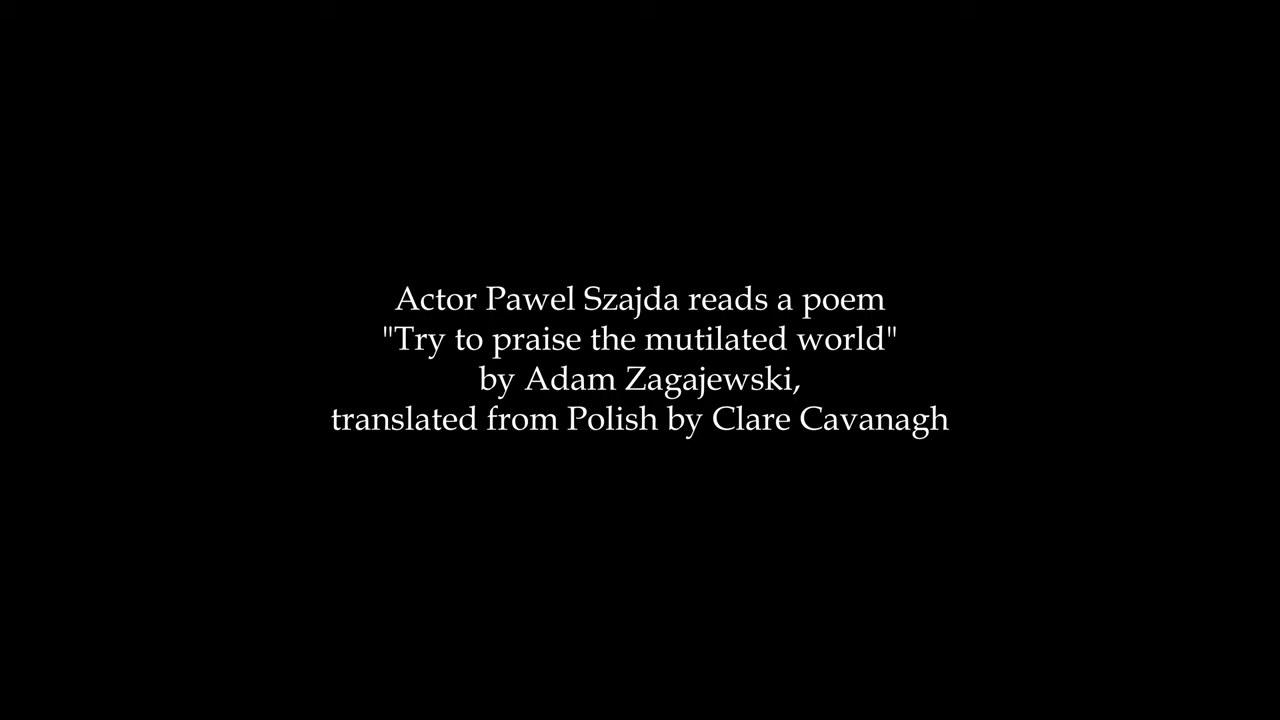 Actor Pawel Szajda reads a poem
"Try to praise the mutilated world"
by Adam Zagajewski,
translated from Polish by Clare Cavanagh